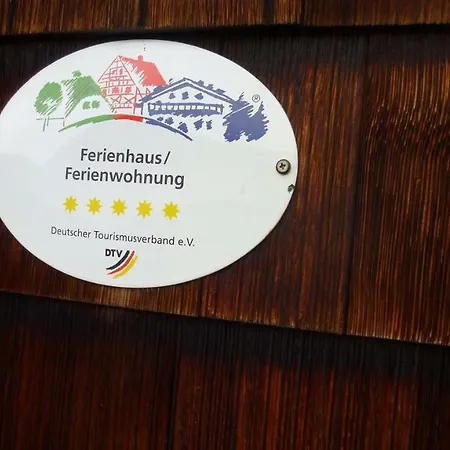 ®
Ferienhaus/
Ferienwohnung
Deutscher Tourismusverband e.V.
DTV